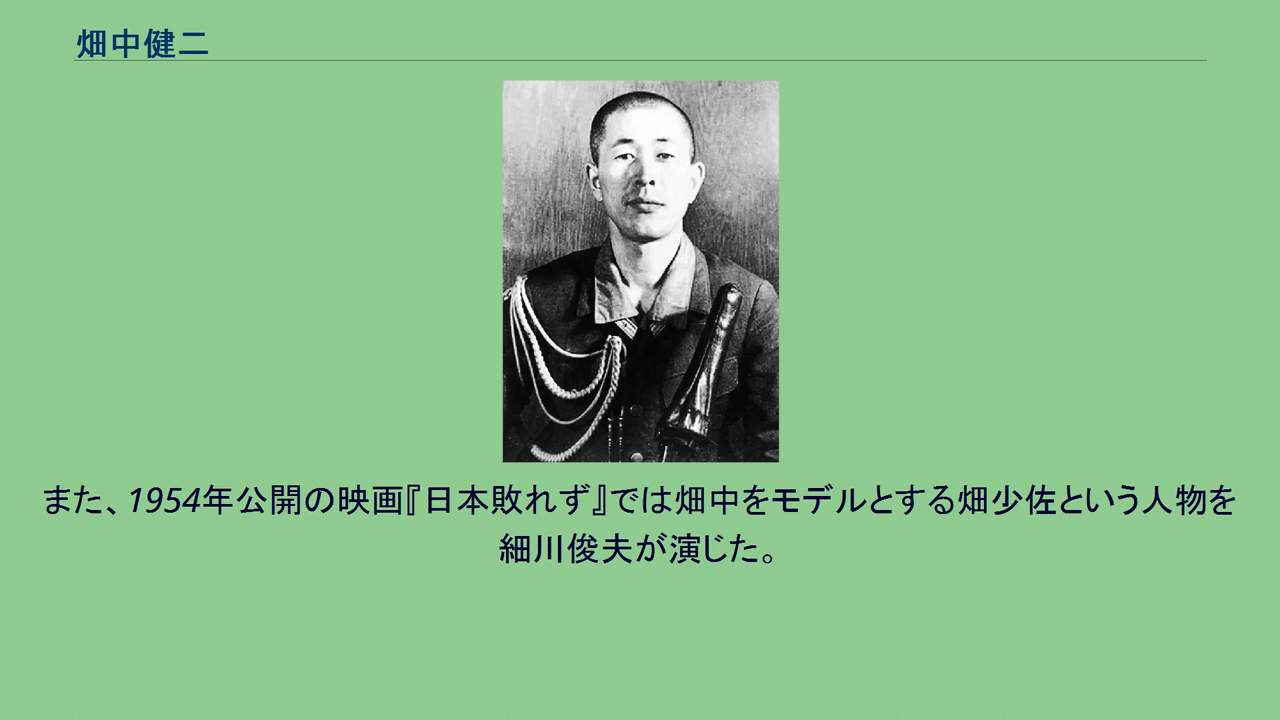 畑中健二
また、1954年公開の映画『日本敗れず』では畑中をモデルとする畑少佐という人物を
細川俊夫が演じた。